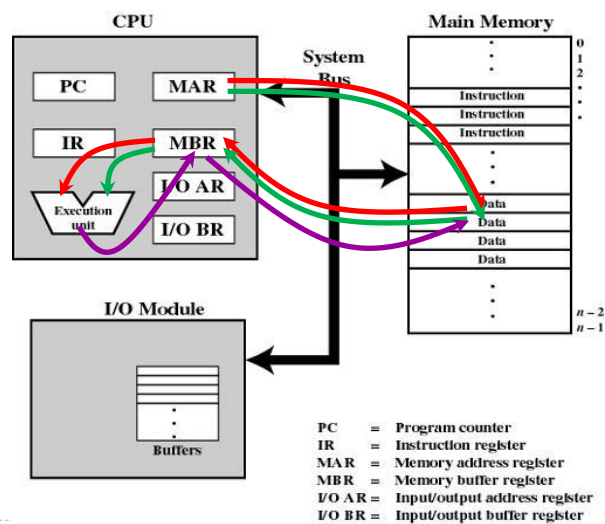 CPU
Main Memory
System
Bus
PC
MAR
IR
MBR
I/O AR
I/O BR
Execution
unit
0
1
2
Instruction
Instruction
Instruction
Data
Data
Data
Data
n – 2
n – 1
I/O Module
Buffers
PC = Program counter
IR = Instruction register
MAR = Memory address register
MBR = Memory buffer register
I/O AR = Input/output address register
I/O BR = Input/output buffer register